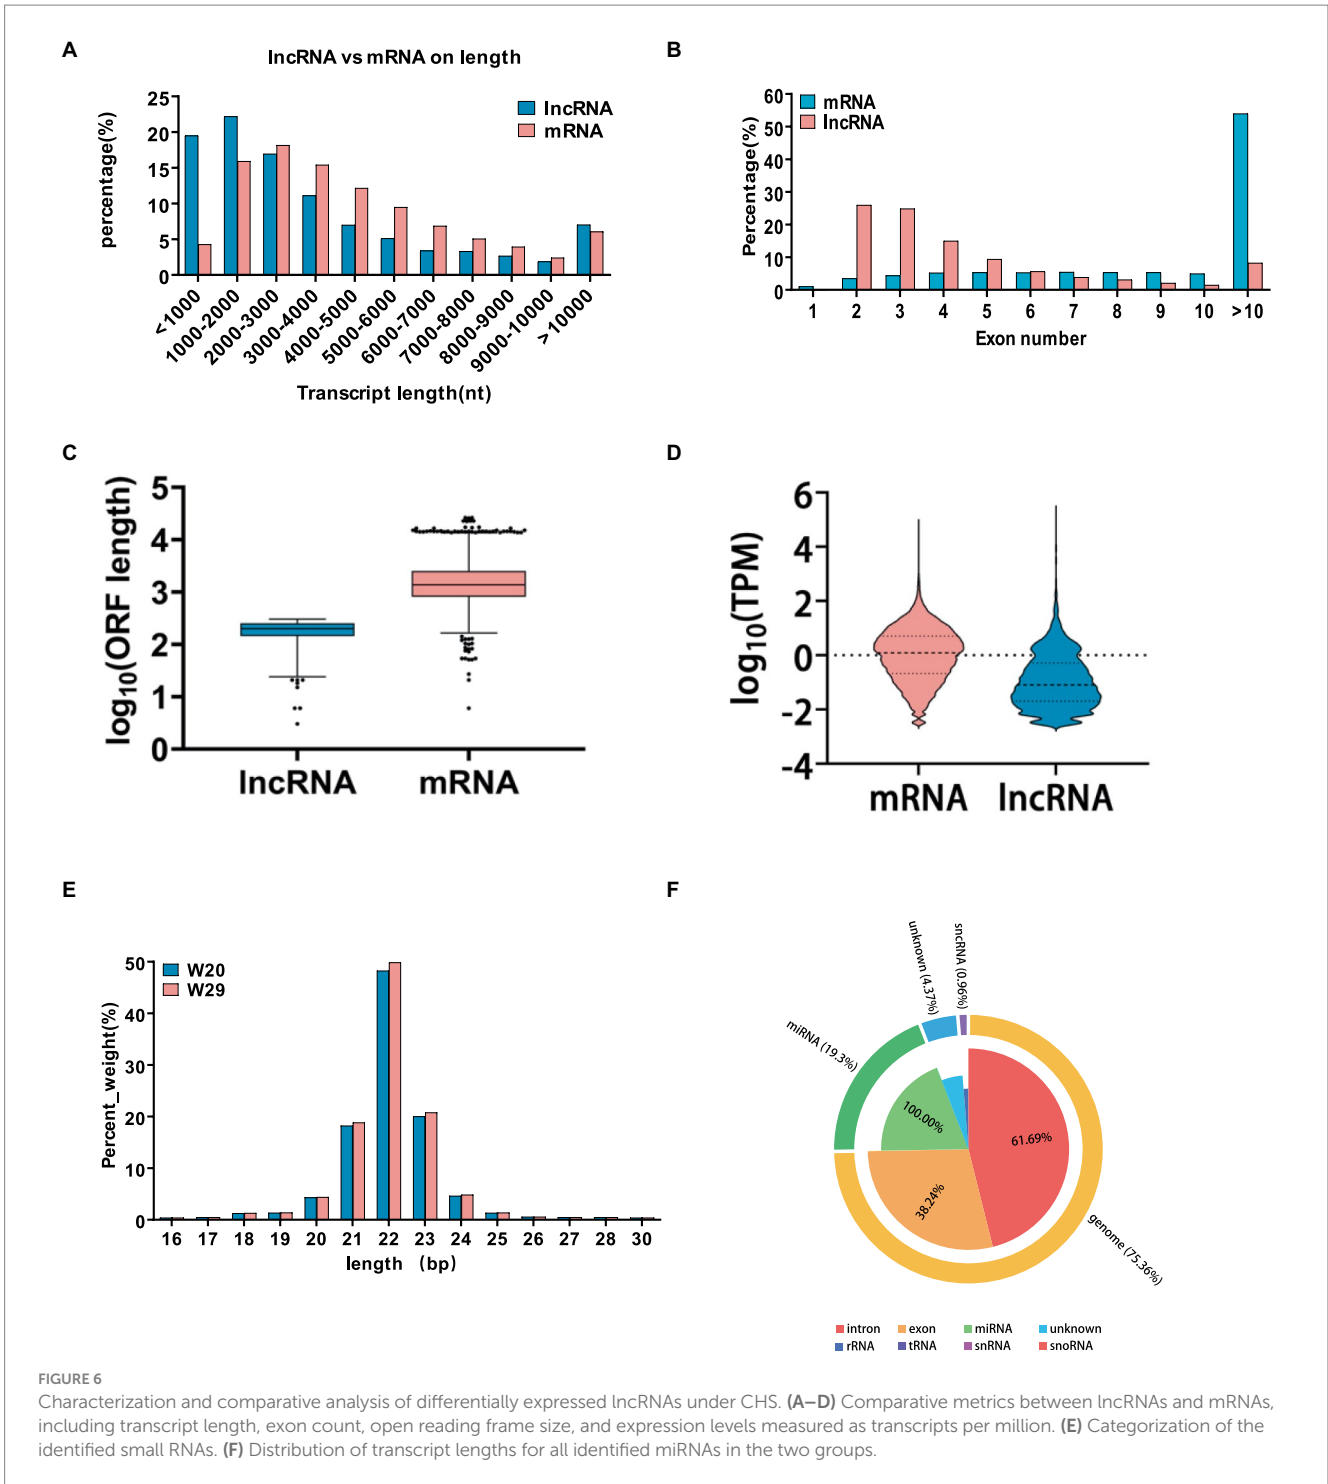 A
lncRNA vs mRNA on length
25
20
15
10
5
0
percentage(%)
lncRNA
mRNA
<1000
1000-2000
2000-3000
3000-4000
4000-5000
5000-6000
6000-7000
7000-8000
8000-9000
9000-10000
>10000
Transcript length(nt)
B
60
50
40
30
20
10
0
Percentage(%)
mRNA
lncRNA
1 2 3 4 5 6 7 8 9 10 >10
Exon number
C
5
4
3
2
1
0
log10(ORF length)
lncRNA mRNA
D
6
4
2
0
-2
-4
log10(TPM)
mRNA lncRNA
E
50
40
30
20
10
0
Percent_weight(%)
W20
W29
16 17 18 19 20 21 22 23 24 25 26 27 28 30
length (bp)
F
unknown (4.37%)
sncRNA (0.96%)
miRNA (19.3%)
100.00%
61.69%
38.24%
genome (75.36%)
intron exon miRNA unknown
rRNA tRNA snRNA snoRNA
FIGURE 6
Characterization and comparative analysis of differentially expressed lncRNAs under CHS. (A–D) Comparative metrics between lncRNAs and mRNAs,
including transcript length, exon count, open reading frame size, and expression levels measured as transcripts per million. (E) Categorization of the
identified small RNAs. (F) Distribution of transcript lengths for all identified miRNAs in the two groups.